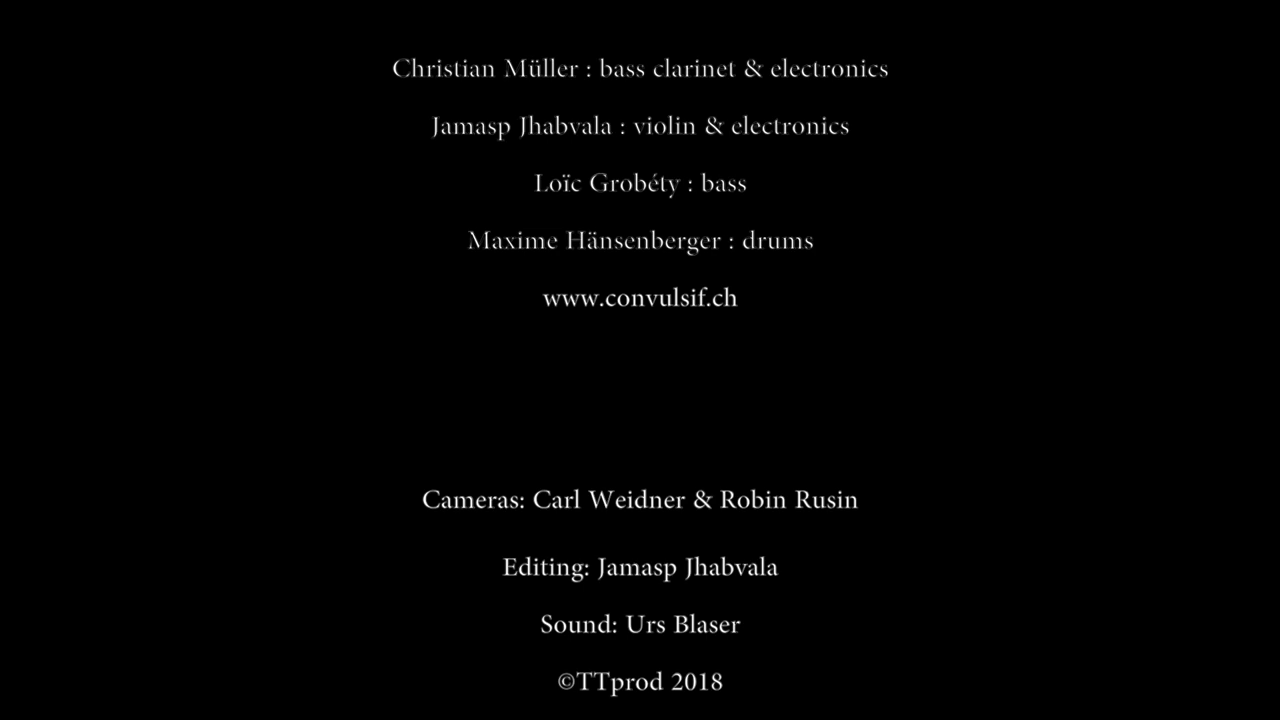 Christian Müller : bass clarinet & electronics
Jamasp Jhabvala : violin & electronics
Loïc Grobéty : bass
Maxime Hänsenberger : drums
www.convulsif.ch
Cameras: Carl Weidner & Robin Rusin
Editing: Jamasp Jhabvala
Sound: Urs Blaser
©TTprod 2018